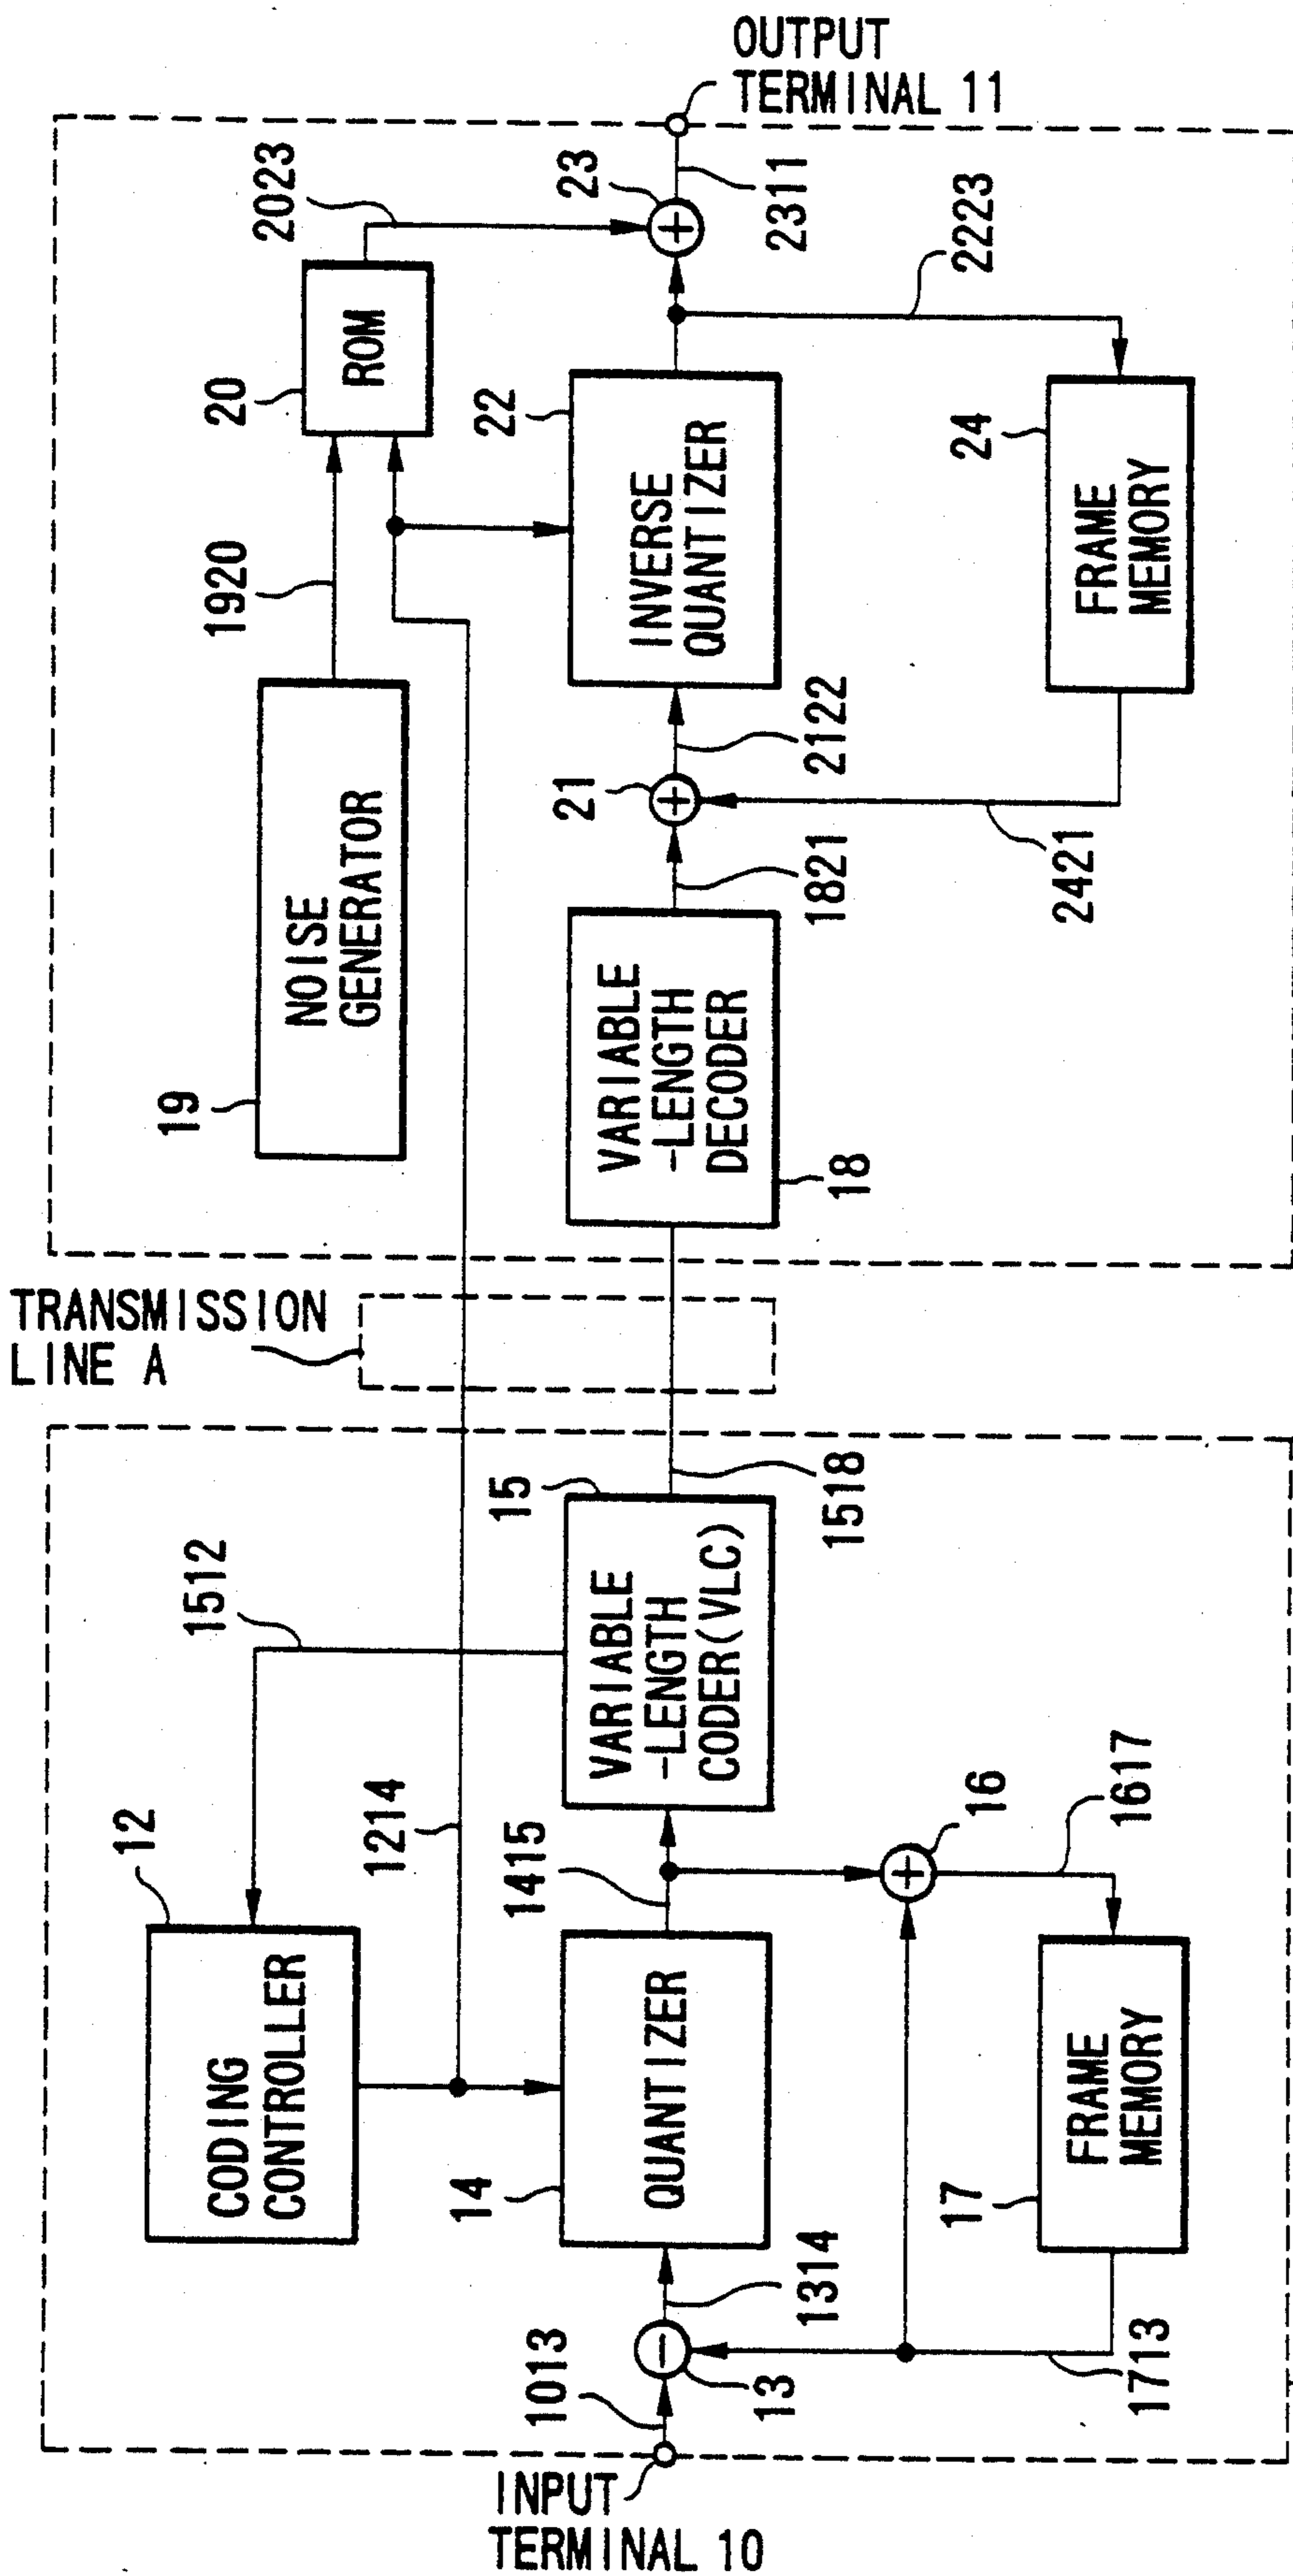 INPUT
TERMINAL 10
1013
13
1314
14
QUANTIZER
12
CODING
CONTROLLER
1214
1415
1512
15
VARIABLE
-LENGTH
CODER(VLC)
1518
16
1617
17
FRAME
MEMORY
1713
TRANSMISSION
LINE A
18
VARIABLE
-LENGTH
DECODER
1821
21
2122
2421
19
NOISE
GENERATOR
1920
20
ROM
2023
22
INVERSE
QUANTIZER
23
2311
2223
24
FRAME
MEMORY
OUTPUT
TERMINAL 11